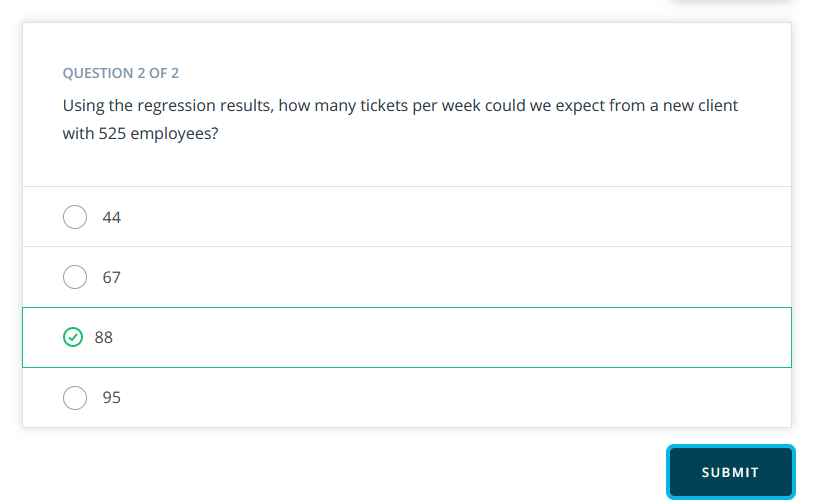 QUESTION 2 OF 2
Using the regression results, how many tickets per week could we expect from a new client
with 525 employees?
44
67
88
95
SUBMIT